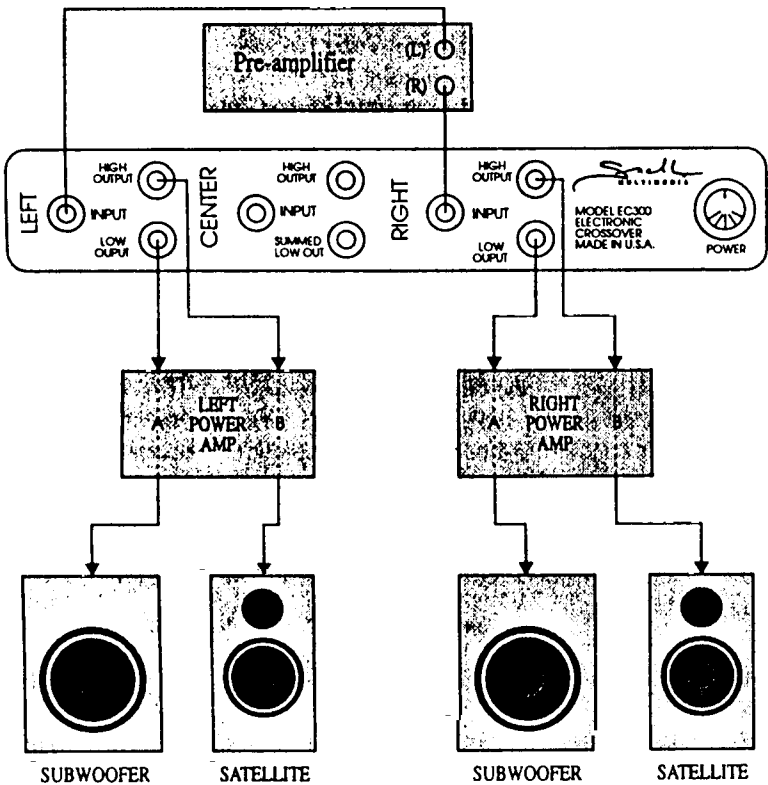 Pre-amplifier
(L)
(R)
LEFT
HIGH
OUTPUT
INPUT
LOW
OUPUT
CENTER
HIGH
OUTPUT
INPUT
SUMMED
LOW OUT
RIGHT
HIGH
OUTPUT
INPUT
LOW
OUPUT
Snell
MULTIMEDIA
MODEL EC300
ELECTRONIC
CROSSOVER
MADE IN U.S.A.
POWER
A
LEFT
POWER
AMP
B
A
RIGHT
POWER
AMP
B
SUBWOOFER
SATELLITE
SUBWOOFER
SATELLITE